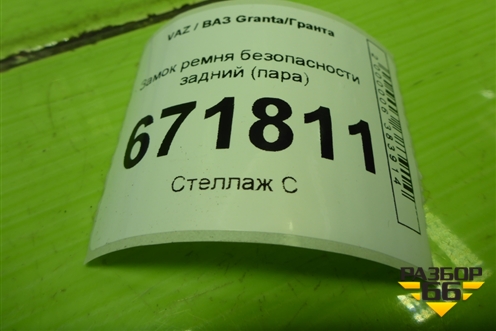 VAZ / ВАЗ Granta/Гранта
Замок ремня безопасности
задний (пара)
671811
Стеллаж С
РАЗБОР
66